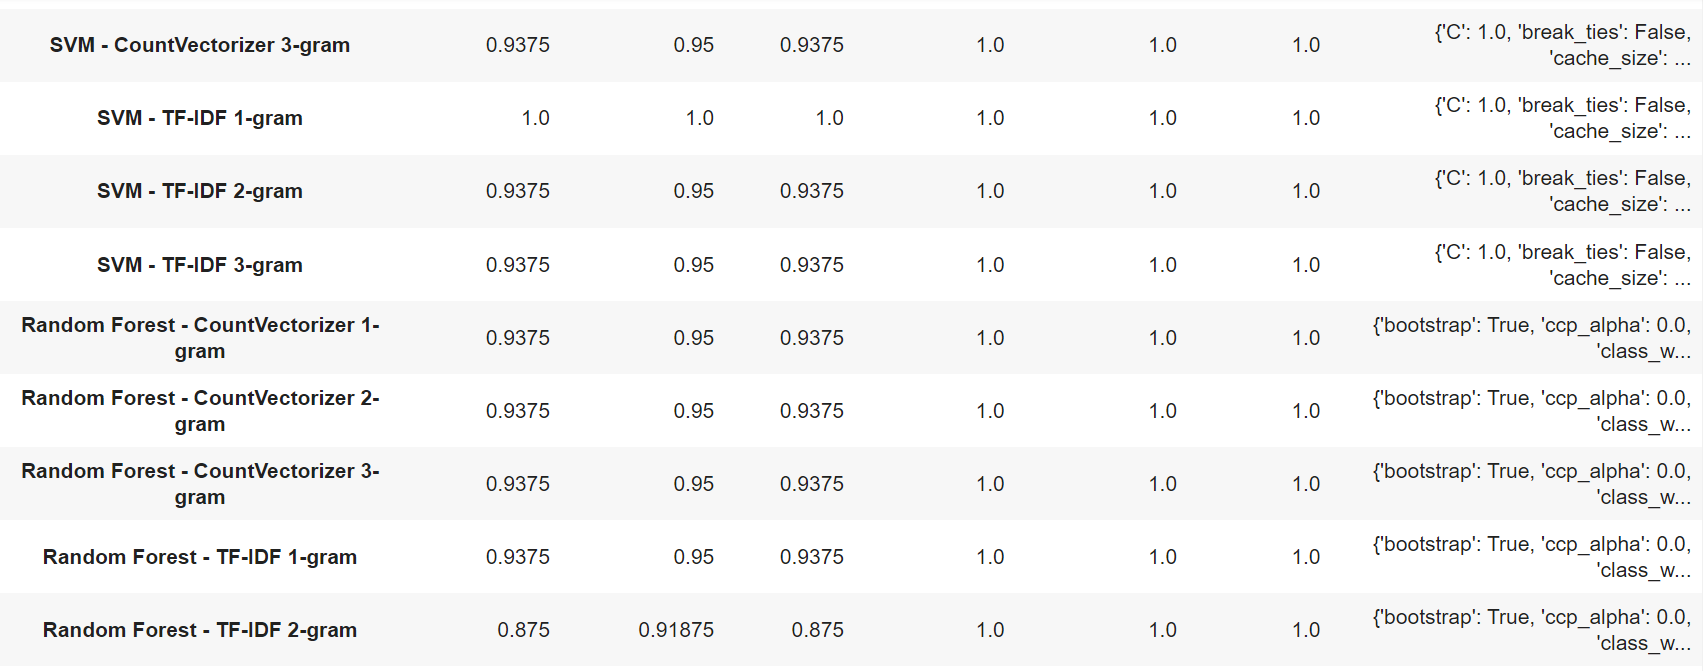 SVM - CountVectorizer 3-gram 0.9375 0.95 0.9375 1.0 1.0 1.0 {'C': 1.0, 'break_ties': False,
'cache_size': ...
SVM - TF-IDF 1-gram 1.0 1.0 1.0 1.0 1.0 1.0 {'C': 1.0, 'break_ties': False,
'cache_size': ...
SVM - TF-IDF 2-gram 0.9375 0.95 0.9375 1.0 1.0 1.0 {'C': 1.0, 'break_ties': False,
'cache_size': ...
SVM - TF-IDF 3-gram 0.9375 0.95 0.9375 1.0 1.0 1.0 {'C': 1.0, 'break_ties': False,
'cache_size': ...
Random Forest - CountVectorizer 1- 0.9375 0.95 0.9375 1.0 1.0 1.0 {'bootstrap': True, 'ccp_alpha': 0.0,
gram 'class_w...
Random Forest - CountVectorizer 2- 0.9375 0.95 0.9375 1.0 1.0 1.0 {'bootstrap': True, 'ccp_alpha': 0.0,
gram 'class_w...
Random Forest - CountVectorizer 3- 0.9375 0.95 0.9375 1.0 1.0 1.0 {'bootstrap': True, 'ccp_alpha': 0.0,
gram 'class_w...
Random Forest - TF-IDF 1-gram 0.9375 0.95 0.9375 1.0 1.0 1.0 {'bootstrap': True, 'ccp_alpha': 0.0,
'class_w...
Random Forest - TF-IDF 2-gram 0.875 0.91875 0.875 1.0 1.0 1.0 {'bootstrap': True, 'ccp_alpha': 0.0,
'class_w...